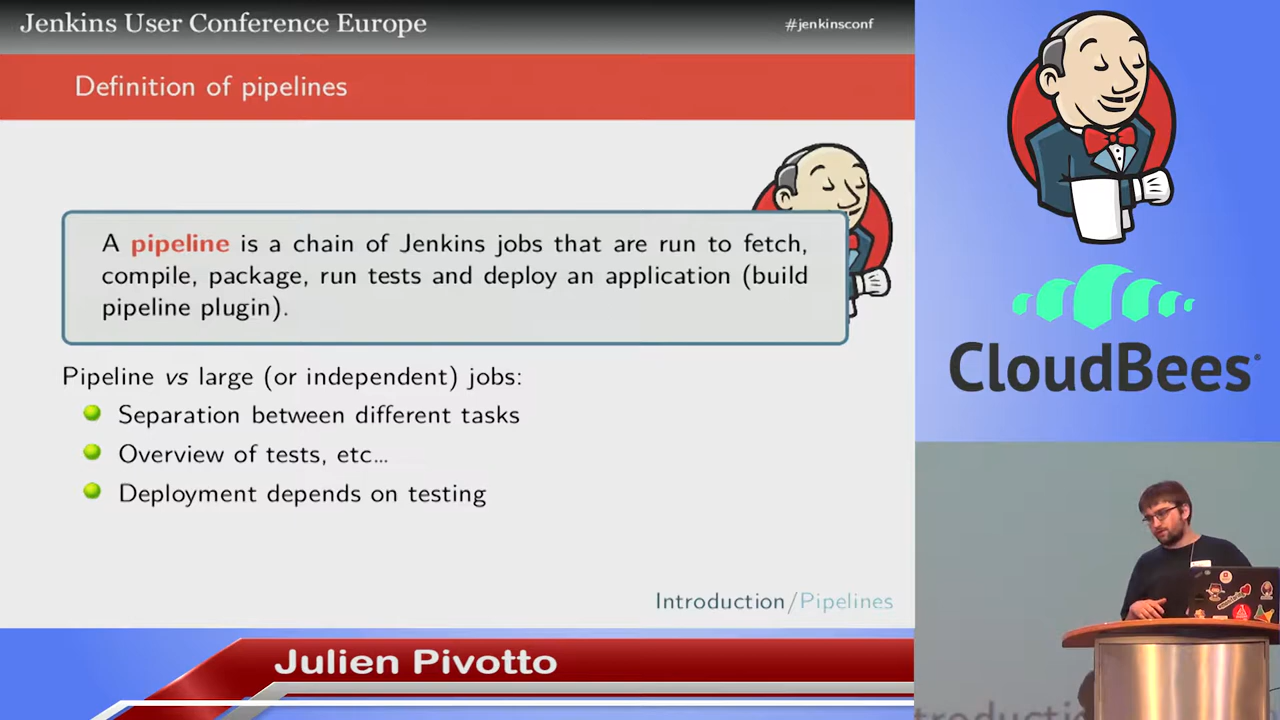 Jenkins User Conference Europe
#jenkinsconf
Definition of pipelines
A pipeline is a chain of Jenkins jobs that are run to fetch,
compile, package, run tests and deploy an application (build
pipeline plugin).
Pipeline vs large (or independent) jobs:
Separation between different tasks
Overview of tests, etc...
Deployment depends on testing
Introduction/Pipelines
Julien Pivotto
CloudBees